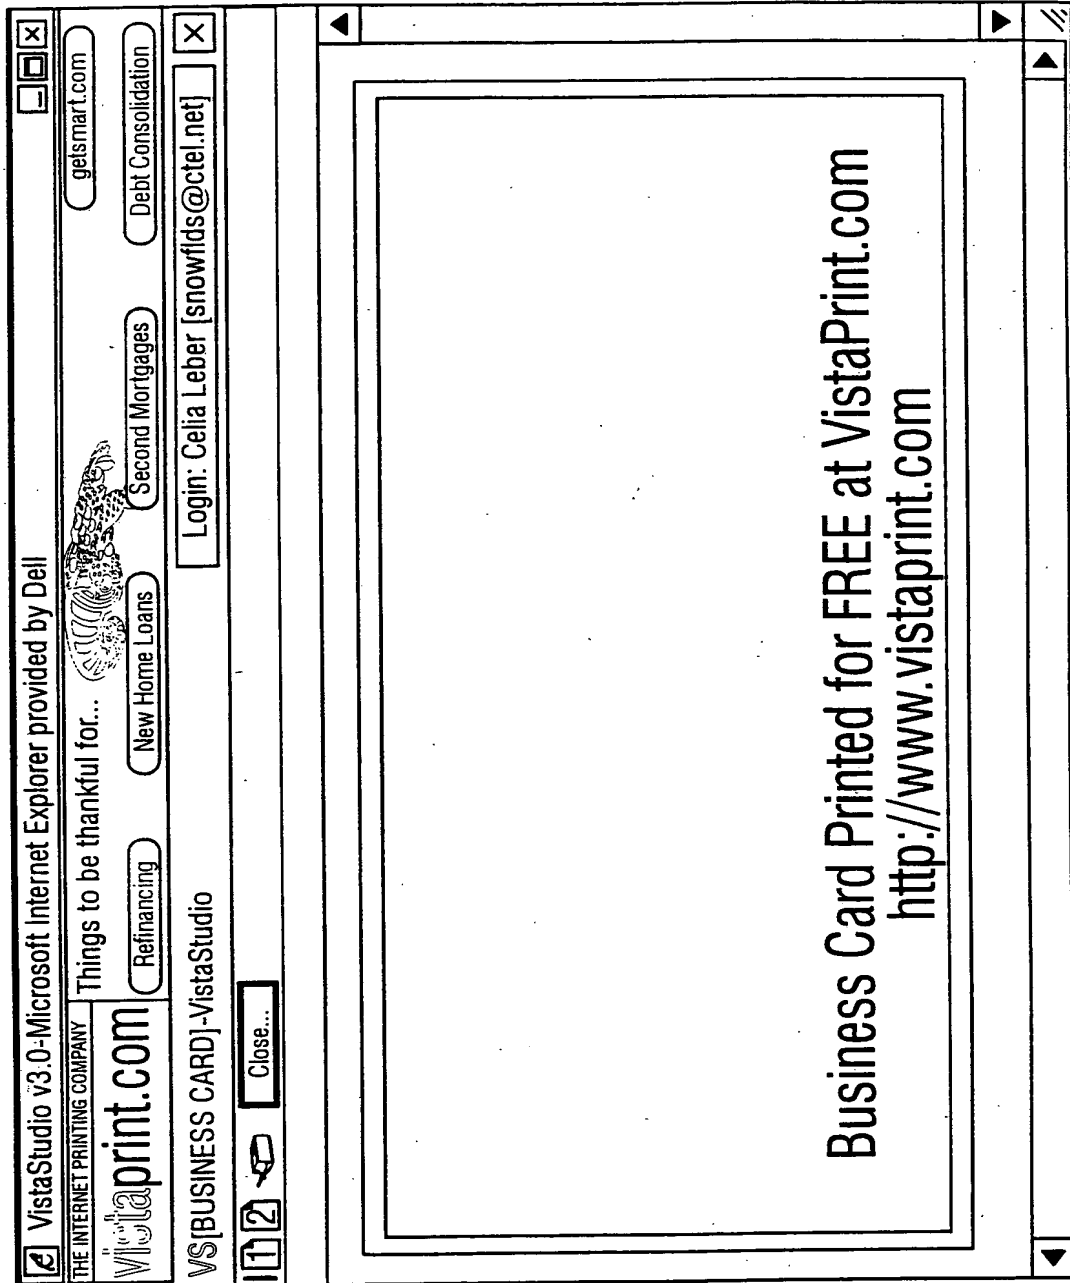 VistaStudio v3.0-Microsoft Internet Explorer provided by Dell
THE INTERNET PRINTING COMPANY
vistaprint.com
Things to be thankful for...
getsmart.com
Refinancing
New Home Loans
Second Mortgages
Debt Consolidation
VS[BUSINESS CARD]-VistaStudio
Login: Celia Leber [snowflds@ctel.net]
1 2 Close...
Business Card Printed for FREE at VistaPrint.com
http://www.vistaprint.com